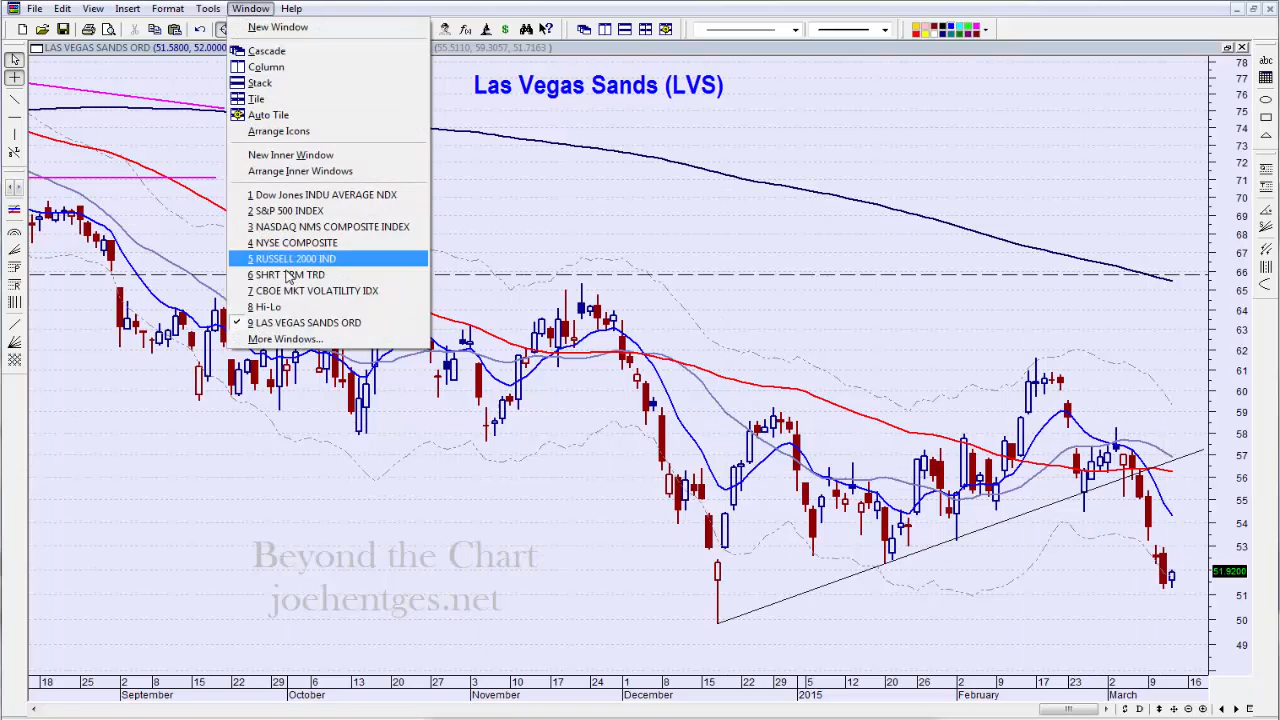 File Edit View Insert Format Tools Window Help
LAS VEGAS SANDS ORD (51.5800, 52.0000
(55.5110, 59.3057, 51.7163)
New Window
Cascade
Column
Stack
Tile
Auto Tile
Arrange Icons
New Inner Window
Arrange Inner Windows
1 Dow Jones INDU AVERAGE NDX
2 S&P 500 INDEX
3 NASDAQ NMS COMPOSITE INDEX
4 NYSE COMPOSITE
5 RUSSELL 2000 IND
6 SHRT TRM TRD
7 CBOE MKT VOLATILITY IDX
8 Hi-Lo
9 LAS VEGAS SANDS ORD
More Windows...
Las Vegas Sands (LVS)
abc
78
77
76
75
74
73
72
71
70
69
68
67
66
65
64
63
62
61
60
59
58
57
56
55
54
53
51.9200
51
50
49
Beyond the Chart
joehentges.net
18 25 2 8 15 22 29 6 13 20 27 3 10 17 24 1 8 15 22 29 5 12 20 26 2 9 17 23 2 9 16
September October November December 2015 February March
D